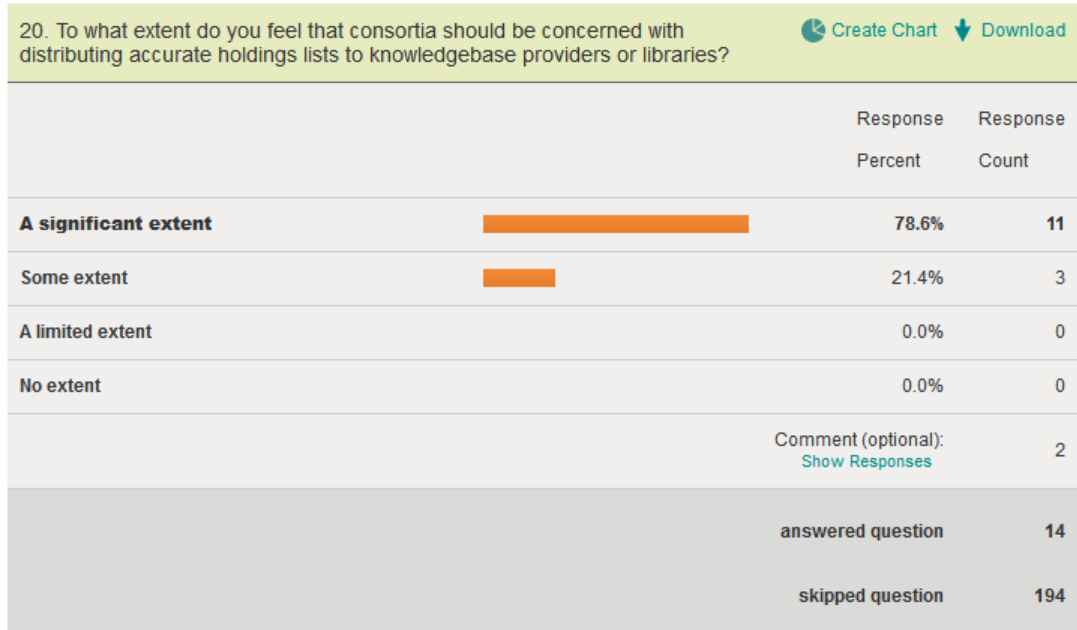 20. To what extent do you feel that consortia should be concerned with
distributing accurate holdings lists to knowledgebase providers or libraries?
Create Chart Download
Response Response
Percent Count
A significant extent 78.6% 11
Some extent 21.4% 3
A limited extent 0.0% 0
No extent 0.0% 0
Comment (optional):
Show Responses
2
answered question 14
skipped question 194